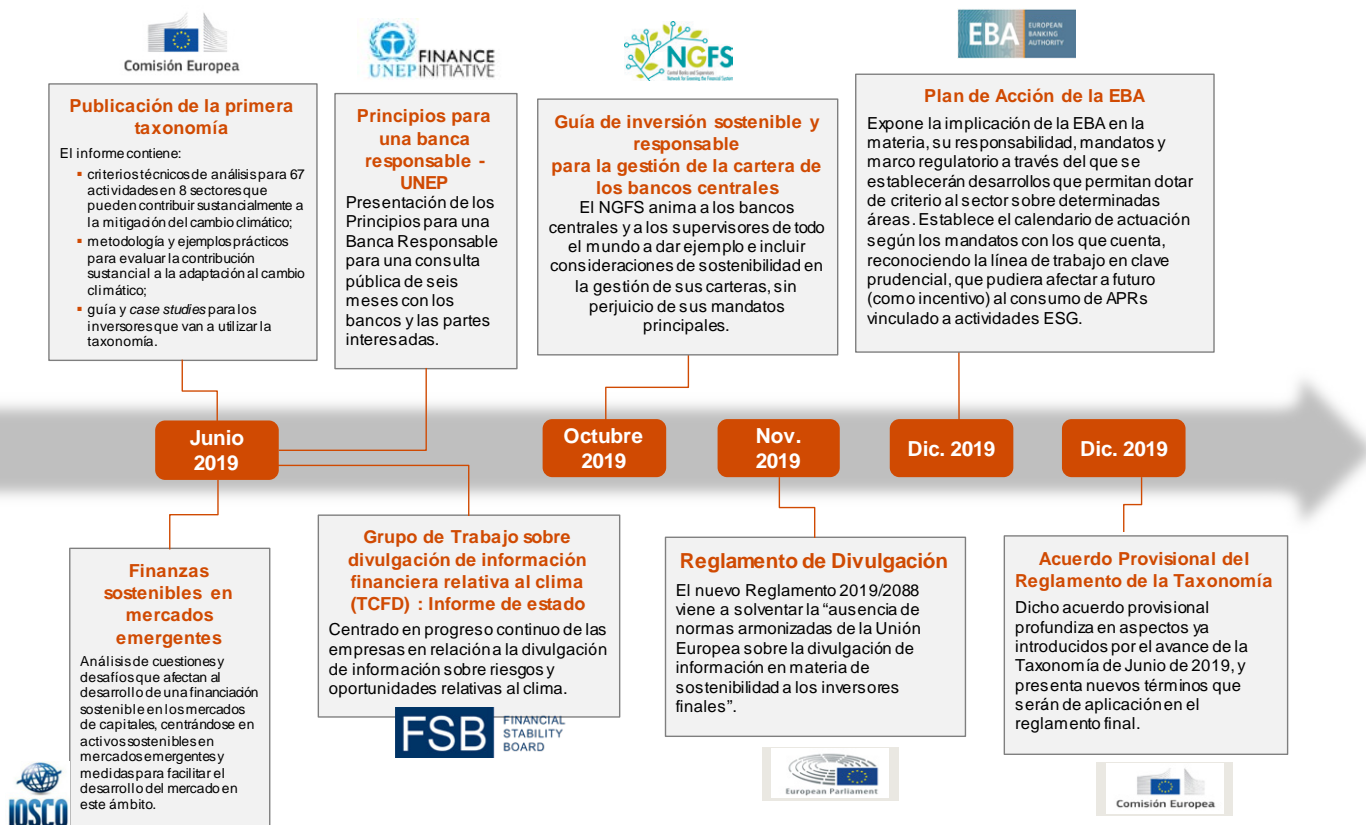 Comisión Europea
Publicación de la primera
taxonomía
El informe contiene:
criterios técnicos de análisis para 67
actividades en 8 sectores que
pueden contribuir sustancialmente a
la mitigación del cambio climático;
metodología y ejemplos prácticos
para evaluar la contribución
sustancial a la adaptación al cambio
climático;
guía y case studies para los
inversores que van a utilizar la
taxonomía.
FINANCE
UNEP INITIATIVE
Principios para
una banca
responsable -
UNEP
Presentación de los
Principios para una
Banca Responsable
para una consulta
pública de seis
meses con los
bancos y las partes
interesadas.
NGFS
Central Banks and Supervisors
Network for Greening the Financial System
Guía de inversión sostenible y
responsable
para la gestión de la cartera de
los bancos centrales
El NGFS anima a los bancos
centrales y a los supervisores de todo
el mundo a dar ejemplo e incluir
consideraciones de sostenibilidad en
la gestión de sus carteras, sin
perjuicio de sus mandatos
principales.
EBA EUROPEAN
BANKING
AUTHORITY
Plan de Acción de la EBA
Expone la implicación de la EBA en la
materia, su responsabilidad, mandatos y
marco regulatorio a través del que se
establecerán desarrollos que permitan dotar
de criterio al sector sobre determinadas
áreas. Establece el calendario de actuación
según los mandatos con los que cuenta,
reconociendo la línea de trabajo en clave
prudencial, que pudiera afectar a futuro
(como incentivo) al consumo de APRs
vinculado a actividades ESG.
Junio
2019
Octubre
2019
Nov.
2019
Dic. 2019
Dic. 2019
Finanzas
sostenibles en
mercados
emergentes
Análisis de cuestiones y
desafíos que afectan al
desarrollo de una financiación
sostenible en los mercados
de capitales, centrándose en
activos sostenibles en
mercados emergentes y
medidas para facilitar el
desarrollo del mercado en
este ámbito.
IOSCO
Grupo de Trabajo sobre
divulgación de información
financiera relativa al clima
(TCFD) : Informe de estado
Centrado en progreso continuo de las
empresas en relación a la divulgación
de información sobre riesgos y
oportunidades relativas al clima.
FSB FINANCIAL
STABILITY
BOARD
Reglamento de Divulgación
El nuevo Reglamento 2019/2088
viene a solventar la “ausencia de
normas armonizadas de la Unión
Europea sobre la divulgación de
información en materia de
sostenibilidad a los inversores
finales”.
European Parliament
Acuerdo Provisional del
Reglamento de la Taxonomía
Dicho acuerdo provisional
profundiza en aspectos ya
introducidos por el avance de la
Taxonomía de Junio de 2019, y
presenta nuevos términos que
serán de aplicación en el
reglamento final.
Comisión Europea